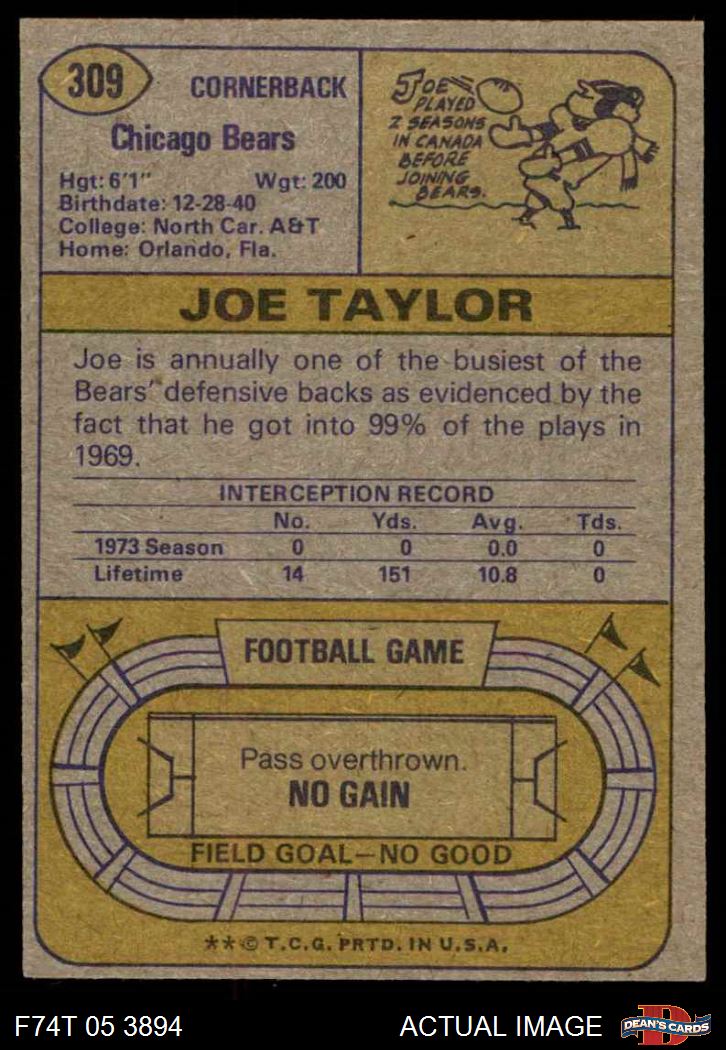 309
CORNERBACK
Chicago Bears
Hgt: 6'1" Wgt: 200
Birthdate: 12-28-40
College: North Car. A&T
Home: Orlando, Fla.
JOE
PLAYED
2 SEASONS
IN CANADA
BEFORE
JOINING
BEARS.
JOE TAYLOR
Joe is annually one of the busiest of the
Bears' defensive backs as evidenced by the
fact that he got into 99% of the plays in
1969.
INTERCEPTION RECORD
No. Yds. Avg. Tds.
1973 Season 0 0 0.0 0
Lifetime 14 151 10.8 0
FOOTBALL GAME
Pass overthrown.
NO GAIN
FIELD GOAL—NO GOOD
**© T.C.G. PRTD. IN U.S.A.
F74T 05 3894 ACTUAL IMAGE
D
DEAN'S CARDS